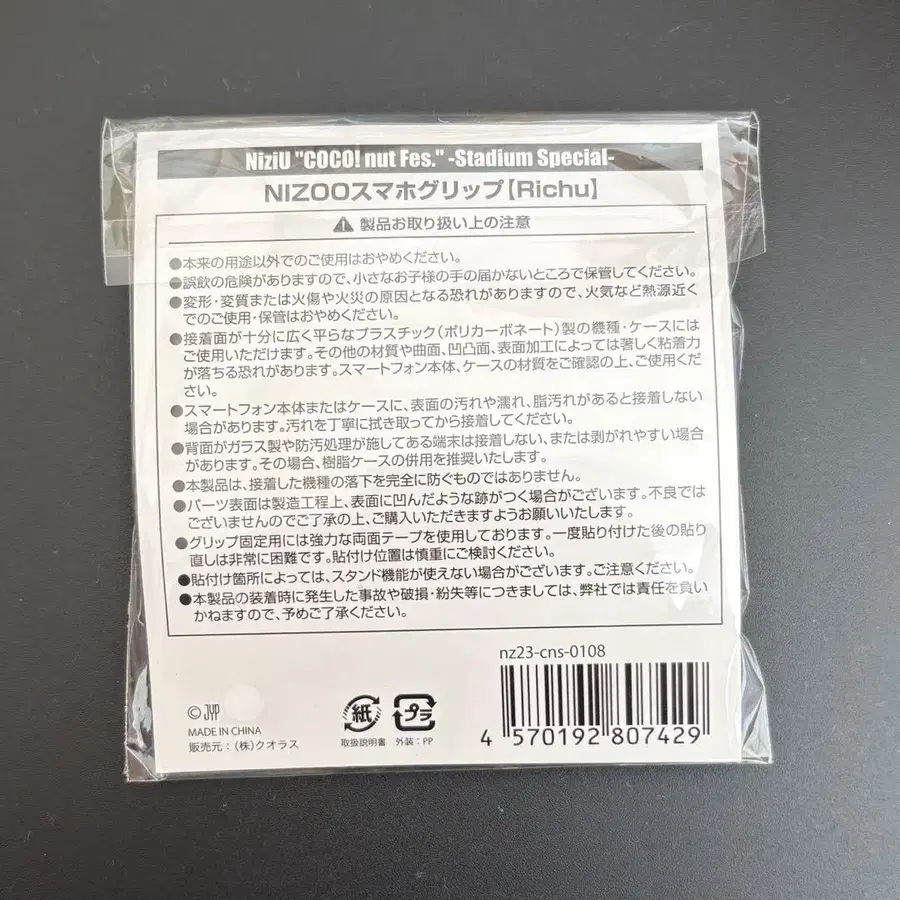 NiziU "COCO! nut Fes." -Stadium Special-
NIZOOスマホグリップ【Richu】
製品お取り扱い上の注意
●本来の用途以外でのご使用はおやめください。
●誤飲の危険がありますので、小さなお子様の手の届かないところで保管してください。
●変形・変質または火傷や火災の原因となる恐れがありますので、火気など熱源近く
でのご使用・保管はおやめください。
●接着面が十分に広く平らなプラスチック(ポリカーボネート)製の機種・ケースには
ご使用いただけます。その他の材質や曲面、凹凸面、表面加工によっては著しく粘着力
が落ちる恐れがあります。スマートフォン本体、ケースの材質をご確認の上、ご使用くだ
さい。
●スマートフォン本体またはケースに、表面の汚れや濡れ、脂汚れがあると接着しない
場合があります。汚れを丁寧に拭き取ってから接着してください。
●背面がガラス製や防汚処理が施してある端末は接着しない、または剥がれやすい場合
があります。その場合、樹脂ケースの併用を推奨いたします。
●本製品は、接着した機種の落下を完全に防ぐものではありません。
●パーツ表面は製造工程上、表面に凹んだような跡がつく場合がございます。不良では
ございませんのでご了承の上、ご購入いただきますようお願いいたします。
●グリップ固定用には強力な両面テープを使用しております。一度貼り付けた後の貼り
直しは非常に困難です。貼付け位置は慎重にご検討ください。
●貼付け箇所によっては、スタンド機能が使えない場合がございます。ご注意ください。
●本製品の装着時に発生した事故や破損・紛失等につきましては、弊社では責任を負い
かねますので、予めご了承ください。
nz23-cns-0108
© JYP
MADE IN CHINA
販売元：(株)クオラス
紙
取扱説明書
プラ
外装：PP
4 570192 807429